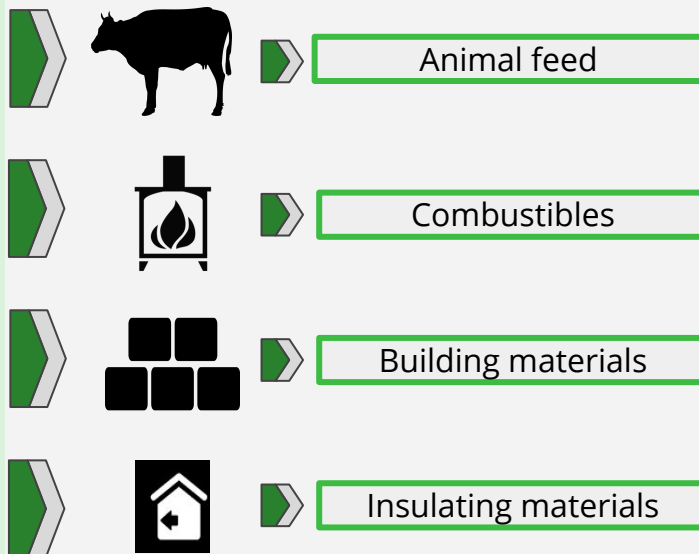 Animal feed
Combustibles
Building materials
Insulating materials